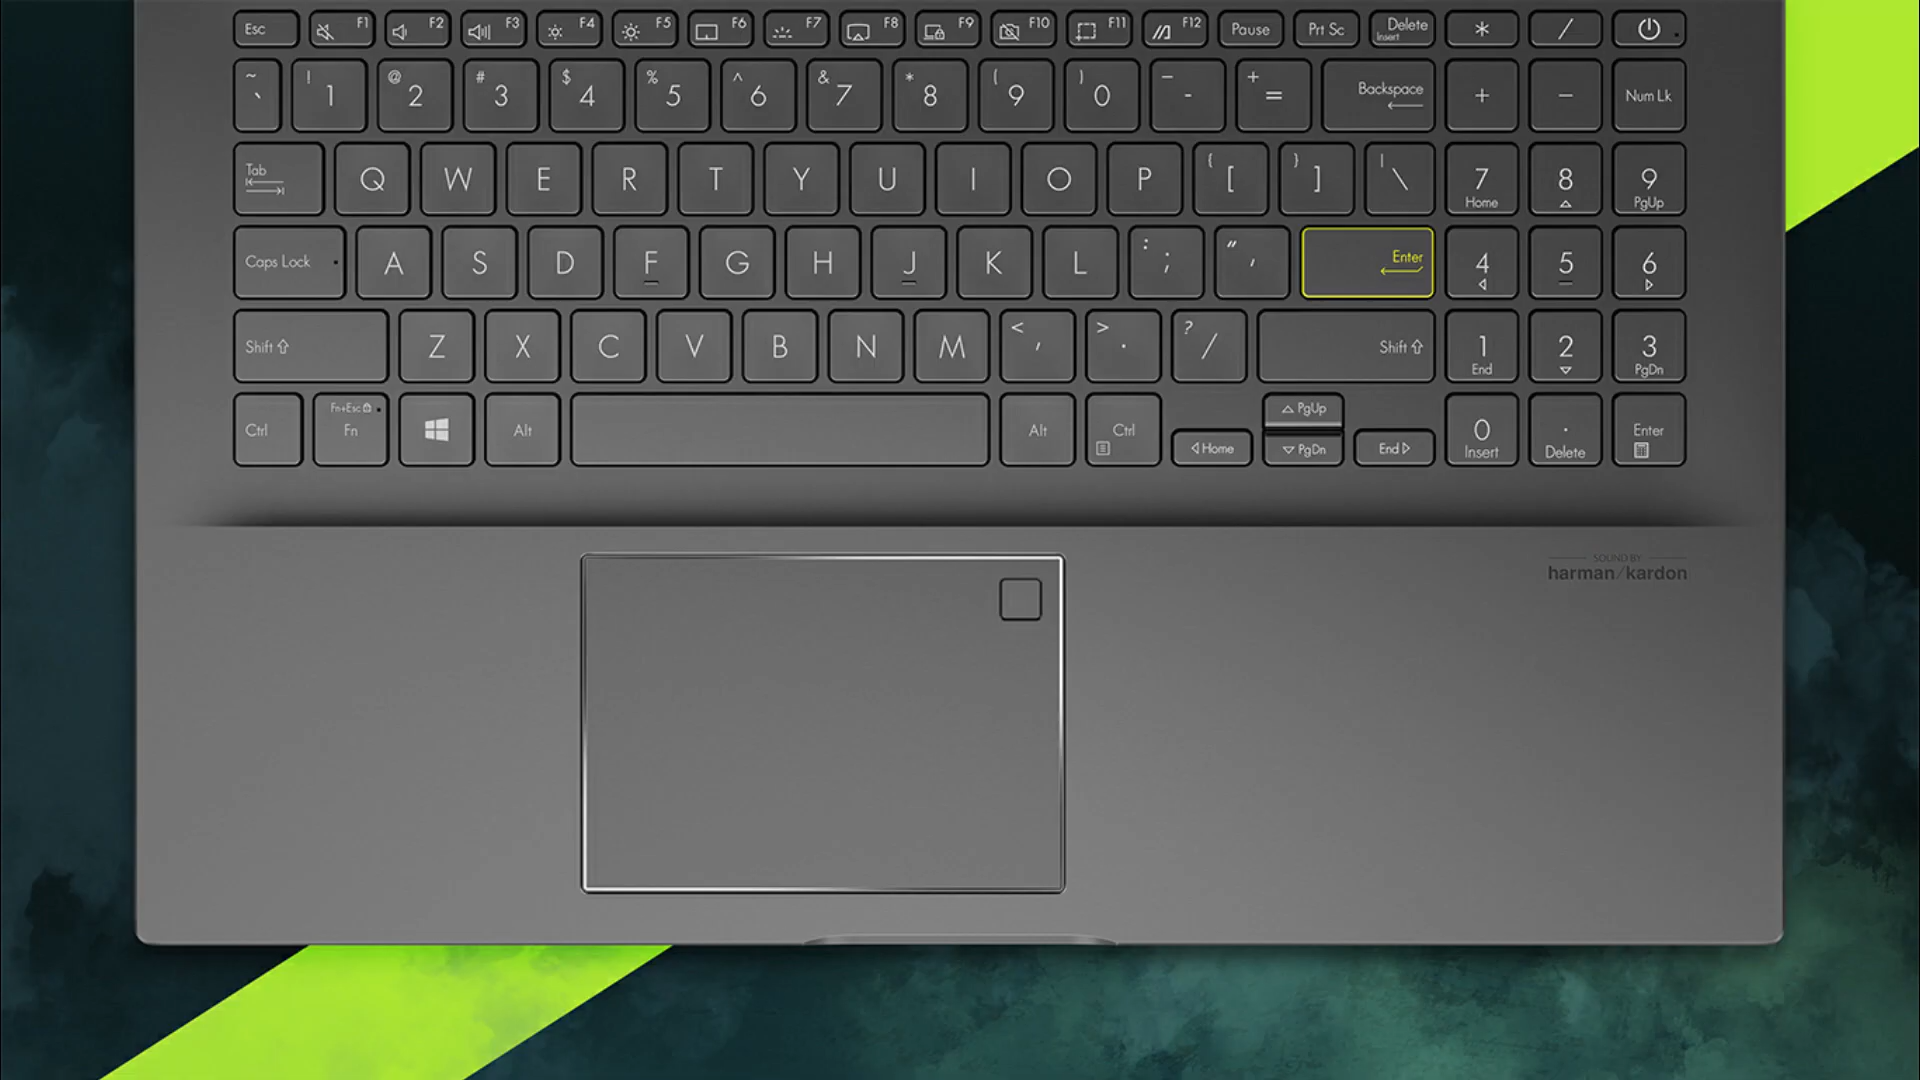 Esc F1 F2 F3 F4 F5 F6 F7 F8 F9 F10 F11 F12 Pause Prt Sc Delete Insert * /
~ ` ! 1 @ 2 # 3 $ 4 % 5 ^ 6 & 7 * 8 ( 9 ) 0 − - + = Backspace + − Num Lk
Tab Q W E R T Y U I O P { [ } ] | \ 7 Home 8 9 PgUp
Caps Lock A S D F G H J K L : ; " ' Enter 4 5 6
Shift Z X C V B N M < , > . ? / Shift 1 End 2 3 PgDn
Ctrl Fn+Esc Fn Alt Alt Ctrl Home PgUp PgDn End 0 Insert . Delete Enter
SOUND BY
harman/kardon